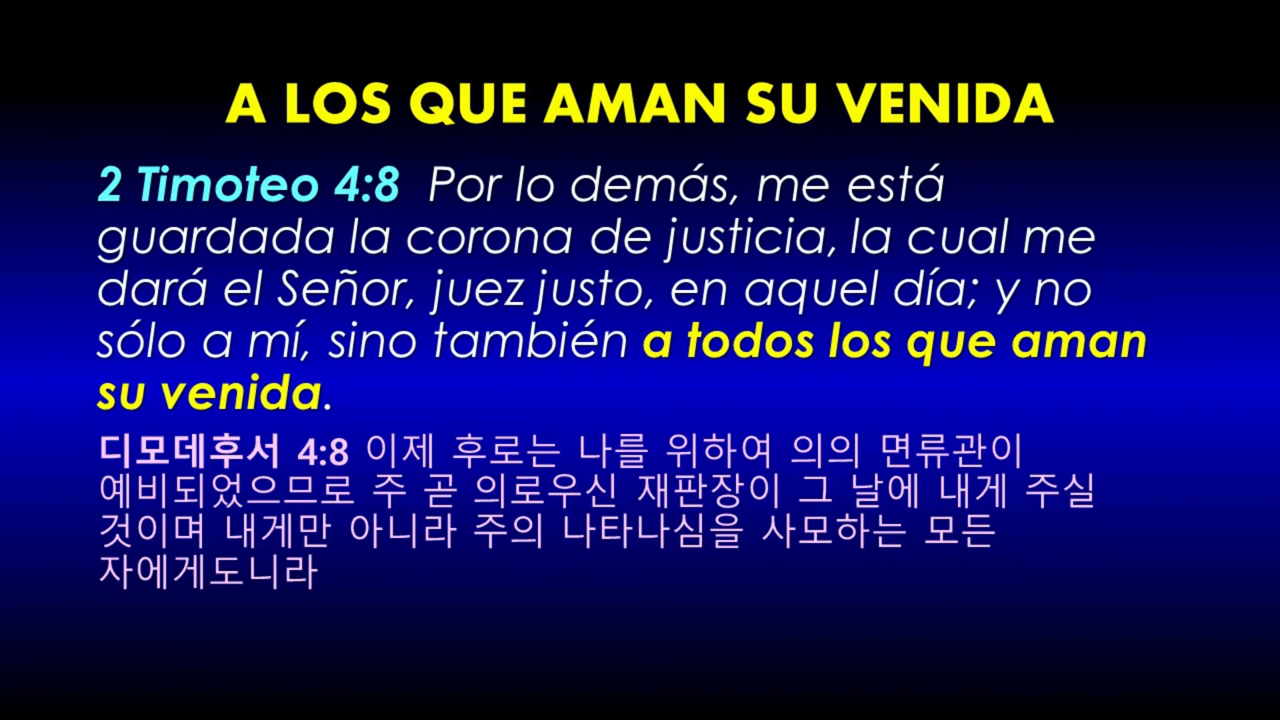 A LOS QUE AMAN SU VENIDA
2 Timoteo 4:8 Por lo demás, me está
guardada la corona de justicia, la cual me
dará el Señor, juez justo, en aquel día; y no
sólo a mí, sino también a todos los que aman
su venida.
디모데후서 4:8 이제 후로는 나를 위하여 의의 면류관이
예비되었으므로 주 곧 의로우신 재판장이 그 날에 내게 주실
것이며 내게만 아니라 주의 나타나심을 사모하는 모든
자에게도니라